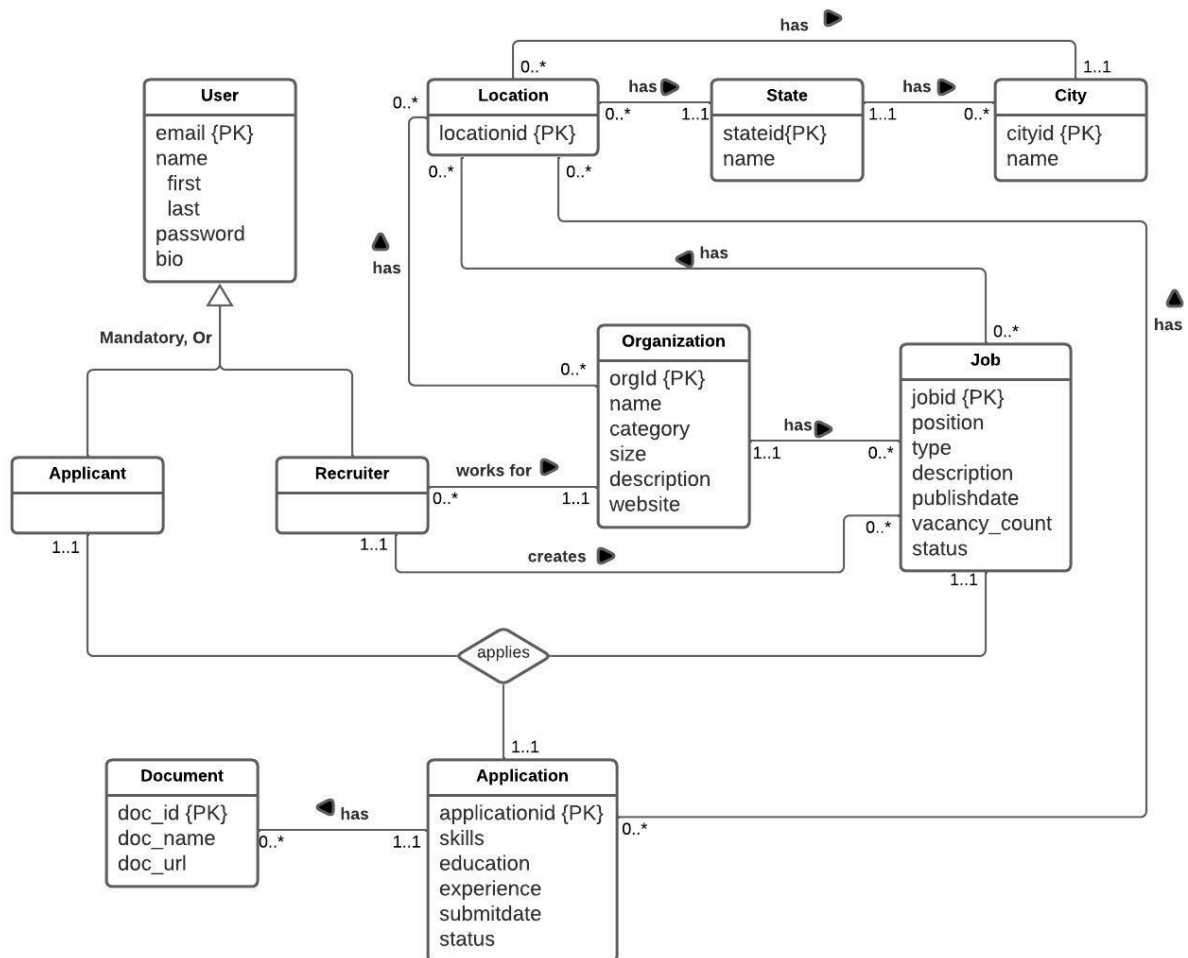 has
0..*
1..1
User
email {PK}
name
first
last
password
bio
0..*
Location
locationid {PK}
has
0..*
1..1
State
stateid{PK}
name
has
1..1
0..*
City
cityid {PK}
name
0..*
0..*
has
has
has
Mandatory, Or
0..*
Organization
orgId {PK}
name
category
size
description
website
has
1..1
0..*
0..*
Job
jobid {PK}
position
type
description
publishdate
vacancy_count
status
Applicant
Recruiter
works for
0..*
1..1
1..1
1..1
creates
0..*
1..1
applies
1..1
Document
doc_id {PK}
doc_name
doc_url
has
0..*
1..1
Application
applicationid {PK}
skills
education
experience
submitdate
status
0..*